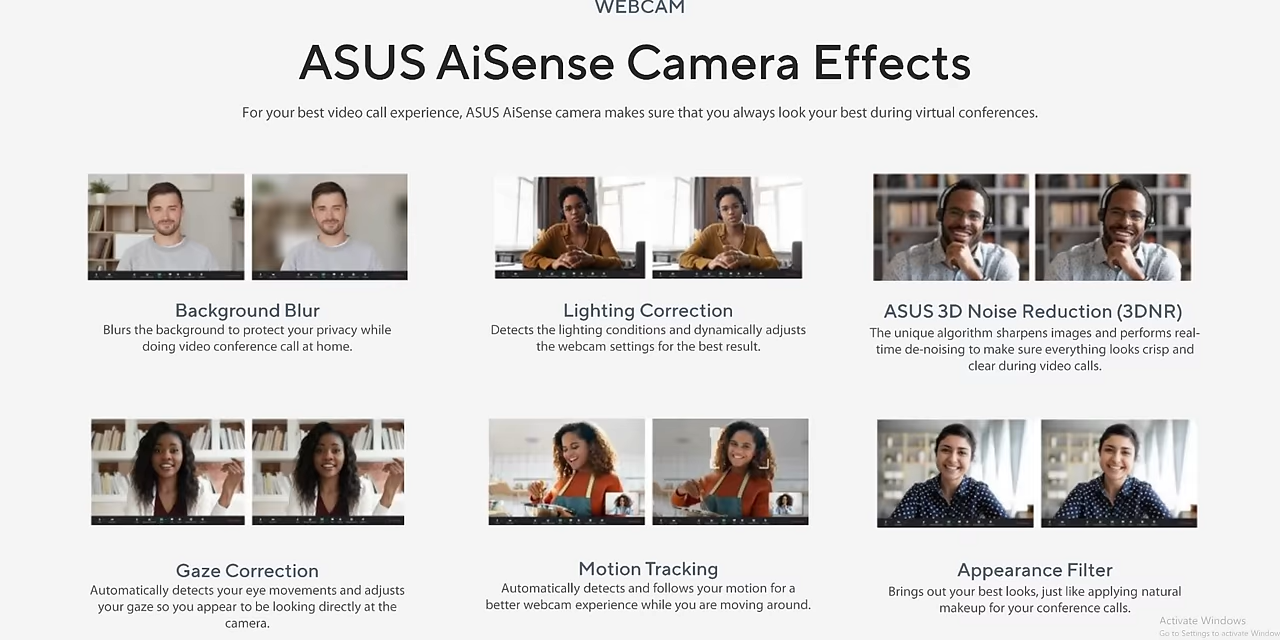 WEBCAM
ASUS AiSense Camera Effects
For your best video call experience, ASUS AiSense camera makes sure that you always look your best during virtual conferences.
Background Blur
Blurs the background to protect your privacy while
doing video conference call at home.
Lighting Correction
Detects the lighting conditions and dynamically adjusts
the webcam settings for the best result.
ASUS 3D Noise Reduction (3DNR)
The unique algorithm sharpens images and performs real-
time de-noising to make sure everything looks crisp and
clear during video calls.
Gaze Correction
Automatically detects your eye movements and adjusts
your gaze so you appear to be looking directly at the
camera.
Motion Tracking
Automatically detects and follows your motion for a
better webcam experience while you are moving around.
Appearance Filter
Brings out your best looks, just like applying natural
makeup for your conference calls.
Activate Windows
Go to Settings to activate Window